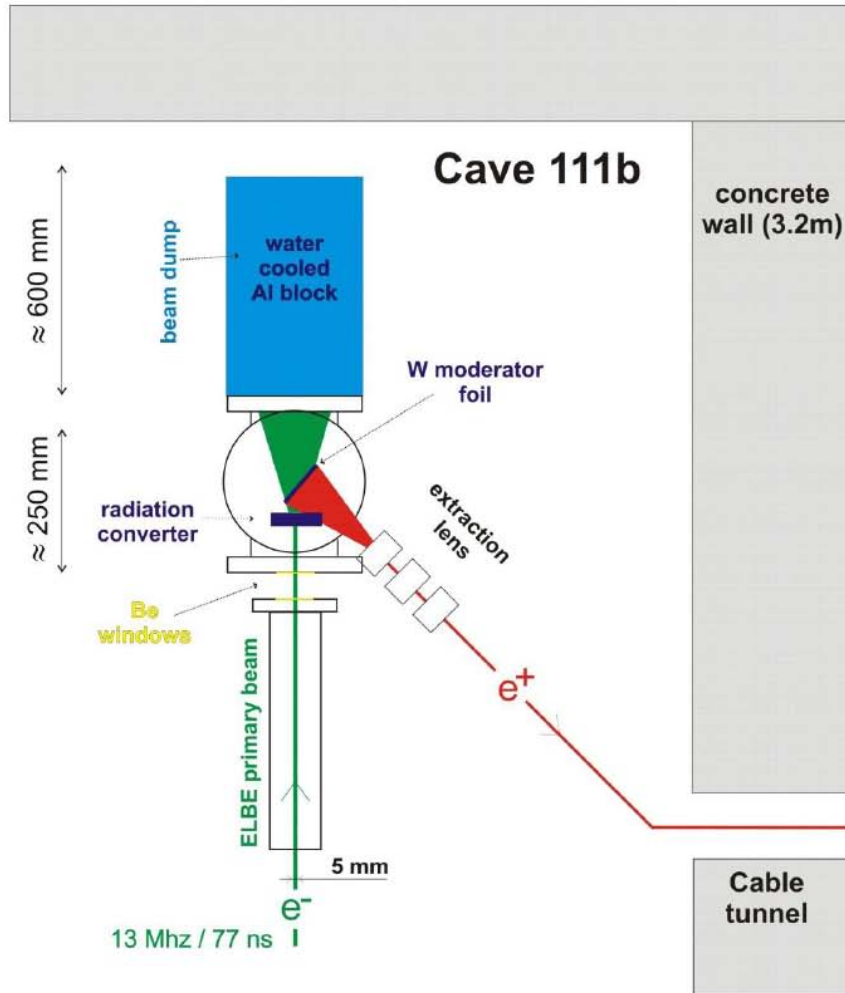 Cave 111b
concrete
wall (3.2m)
≈ 600 mm
beam dump
water
cooled
Al block
W moderator
foil
≈ 250 mm
radiation
converter
extraction
lens
Be
windows
ELBE primary beam
e+
5 mm
e-
13 Mhz / 77 ns
Cable
tunnel